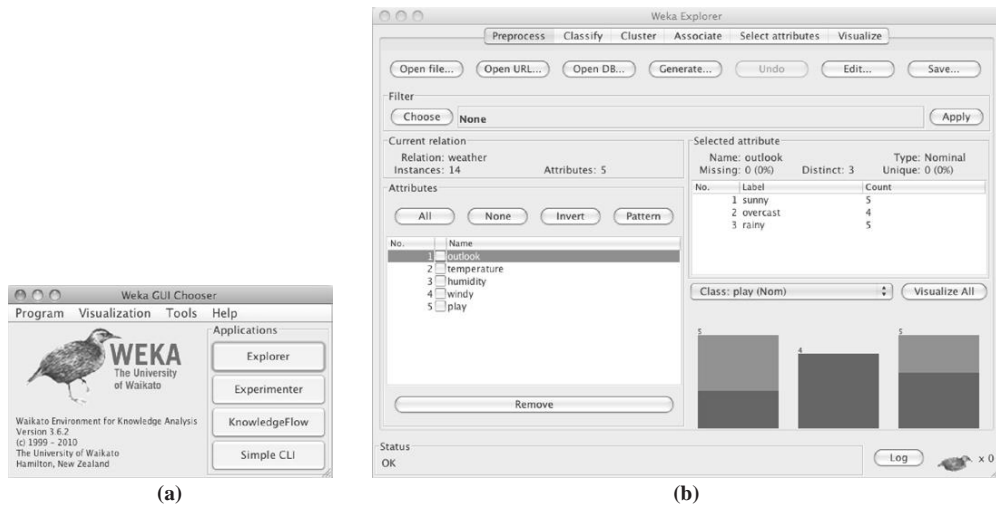 Weka GUI Chooser
Program Visualization Tools Help
WEKA
The University
of Waikato
Waikato Environment for Knowledge Analysis
Version 3.6.2
(c) 1999 - 2010
The University of Waikato
Hamilton, New Zealand
Applications
Explorer
Experimenter
KnowledgeFlow
Simple CLI
(a)
Weka Explorer
Preprocess Classify Cluster Associate Select attributes Visualize
Open file... Open URL... Open DB... Generate... Undo Edit... Save...
Filter
Choose None Apply
Current relation
Relation: weather
Instances: 14 Attributes: 5
Attributes
All None Invert Pattern
No. Name
1 outlook
2 temperature
3 humidity
4 windy
5 play
Remove
Selected attribute
Name: outlook Type: Nominal
Missing: 0 (0%) Distinct: 3 Unique: 0 (0%)
No. Label Count
1 sunny 5
2 overcast 4
3 rainy 5
Class: play (Nom) Visualize All
5 4 5
Status
OK
Log x 0
(b)